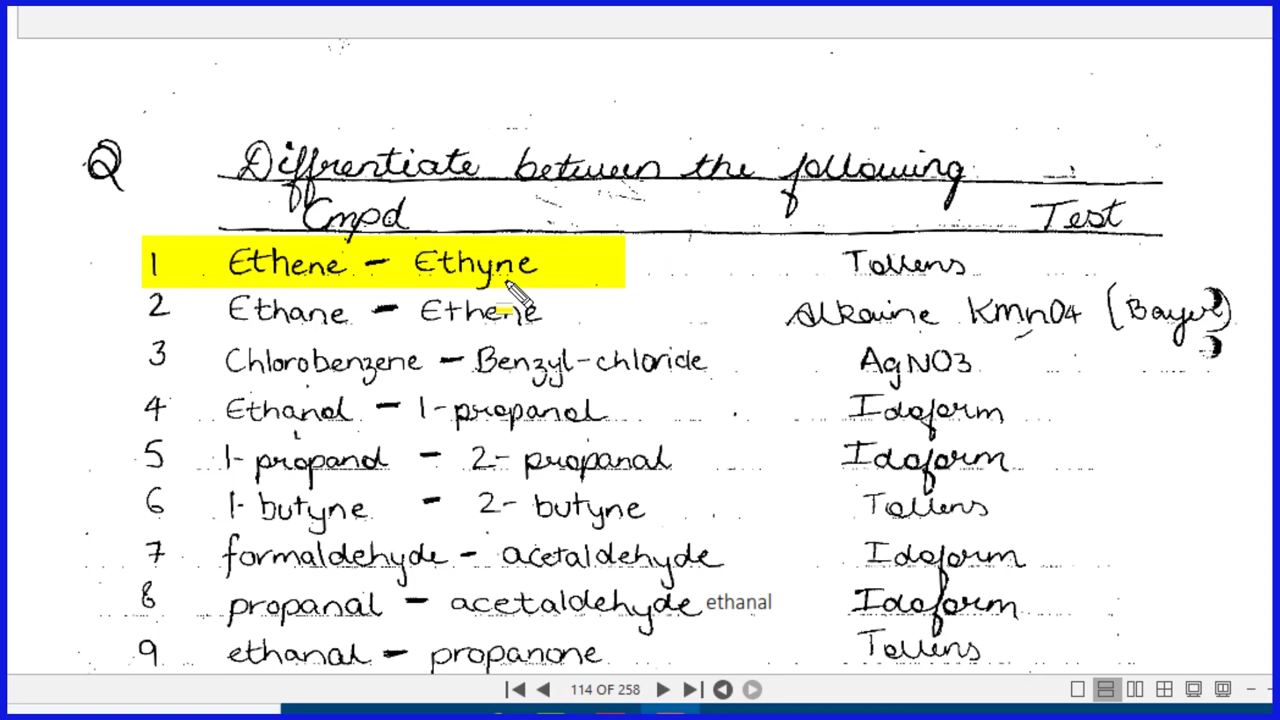 Q Diffrentiate between the following
Cmpd Test
1 Ethene - Ethyne Tollens
2 Ethane - Ethene Alkaine KMnO4 (Bayer)
3 Chlorobenzene - Benzyl-chloride AgNO3
4 Ethanol - 1-propanol Idoform
5 1-propanol - 2-propanol Idoform
6 1-butyne - 2-butyne Tollens
7 formaldehyde - acetaldehyde Idoform
8 propanal - acetaldehyde ethanal Idoform
9 ethanal - propanone Tollens
114 OF 258